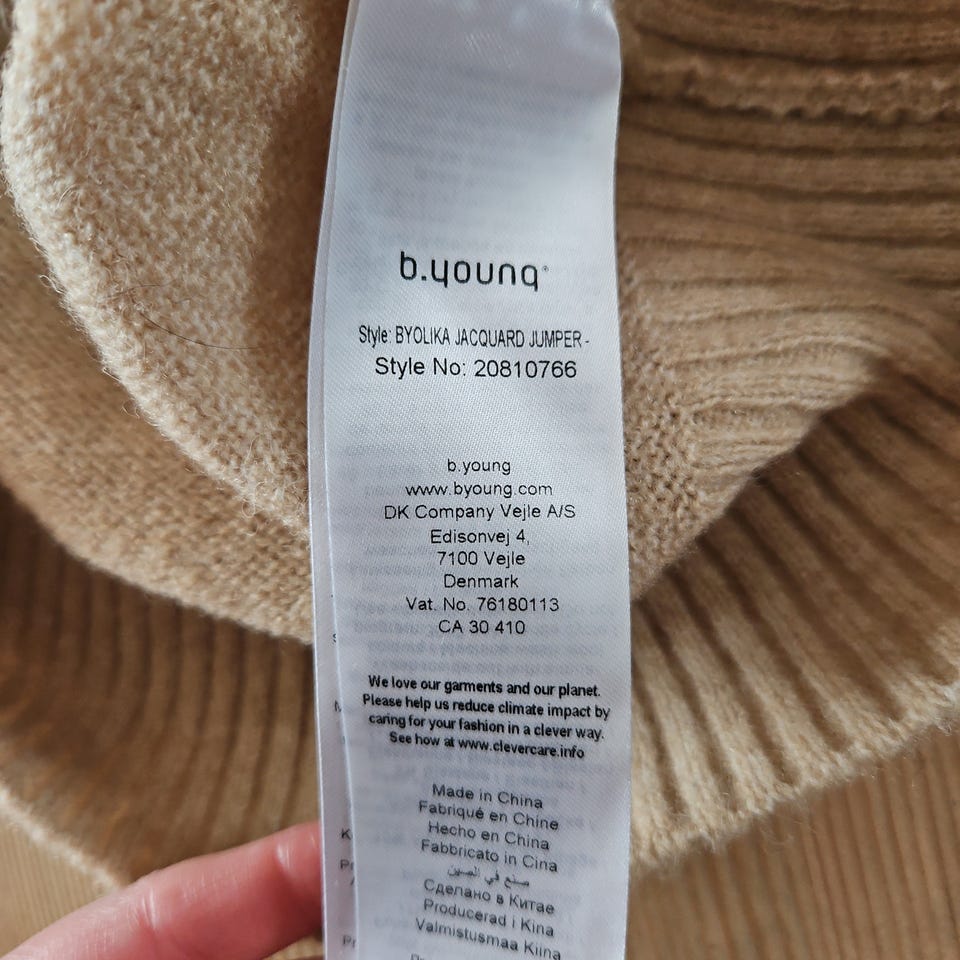 b.young®
Style: BYOLIKA JACQUARD JUMPER -
Style No: 20810766
b.young
www.byoung.com
DK Company Vejle A/S
Edisonvej 4,
7100 Vejle
Denmark
Vat. No. 76180113
CA 30 410
We love our garments and our planet.
Please help us reduce climate impact by
caring for your fashion in a clever way.
See how at www.clevercare.info
Made in China
Fabriqué en Chine
Hecho en China
Fabbricato in Cina
صنع في الصين
Сделано в Китае
Producerad i Kina
Valmistusmaa Kiina